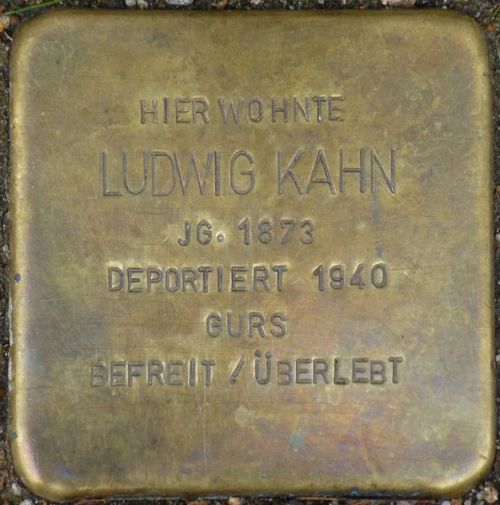 HIER WOHNTE
LUDWIG KAHN
JG. 1873
DEPORTIERT 1940
GURS
BEFREIT / ÜBERLEBT